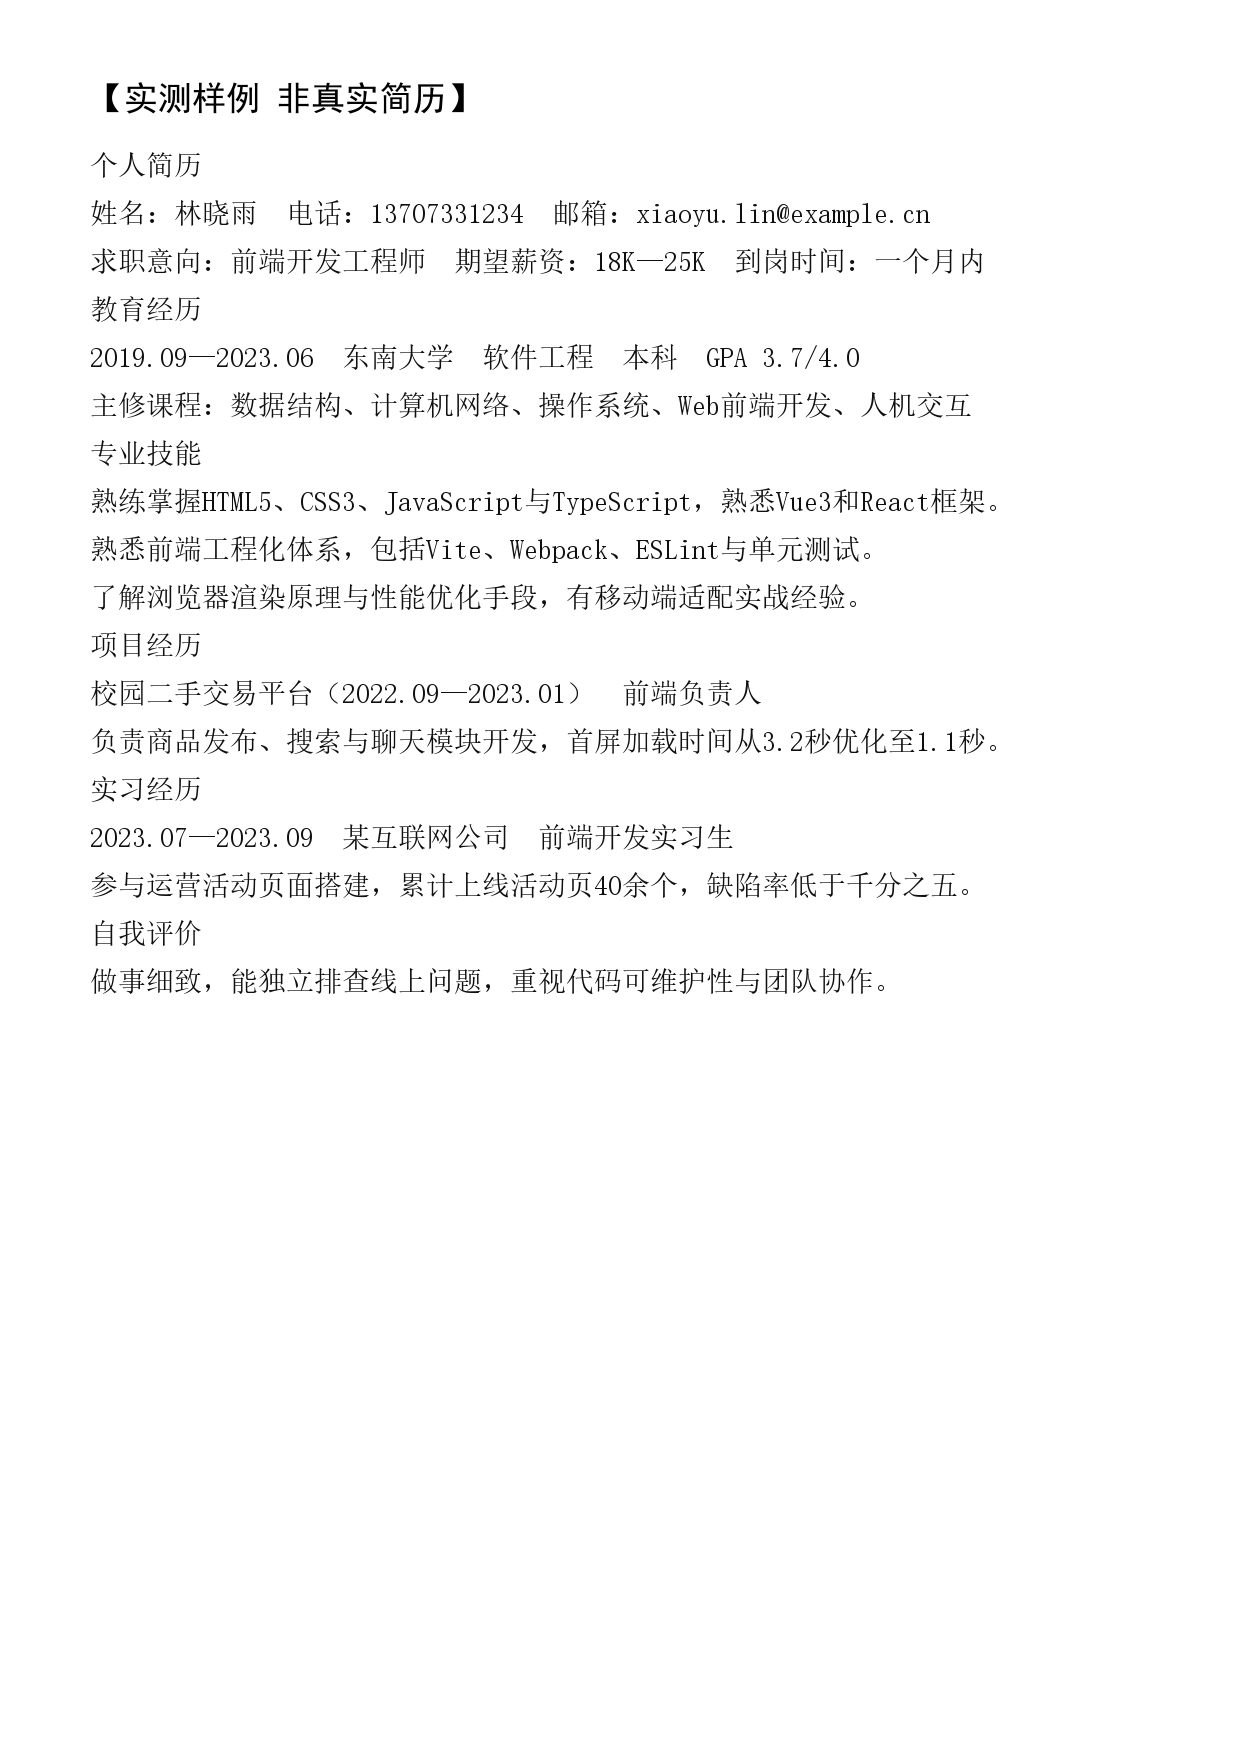 【实测样例 非真实简历】
个人简历
姓名：林晓雨　电话：13707331234　邮箱：xiaoyu.lin@example.cn
求职意向：前端开发工程师　期望薪资：18K—25K　到岗时间：一个月内
教育经历
2019.09—2023.06　东南大学　软件工程　本科　GPA 3.7/4.0
主修课程：数据结构、计算机网络、操作系统、Web前端开发、人机交互
专业技能
熟练掌握HTML5、CSS3、JavaScript与TypeScript，熟悉Vue3和React框架。
熟悉前端工程化体系，包括Vite、Webpack、ESLint与单元测试。
了解浏览器渲染原理与性能优化手段，有移动端适配实战经验。
项目经历
校园二手交易平台（2022.09—2023.01）　前端负责人
负责商品发布、搜索与聊天模块开发，首屏加载时间从3.2秒优化至1.1秒。
实习经历
2023.07—2023.09　某互联网公司　前端开发实习生
参与运营活动页面搭建，累计上线活动页40余个，缺陷率低于千分之五。
自我评价
做事细致，能独立排查线上问题，重视代码可维护性与团队协作。